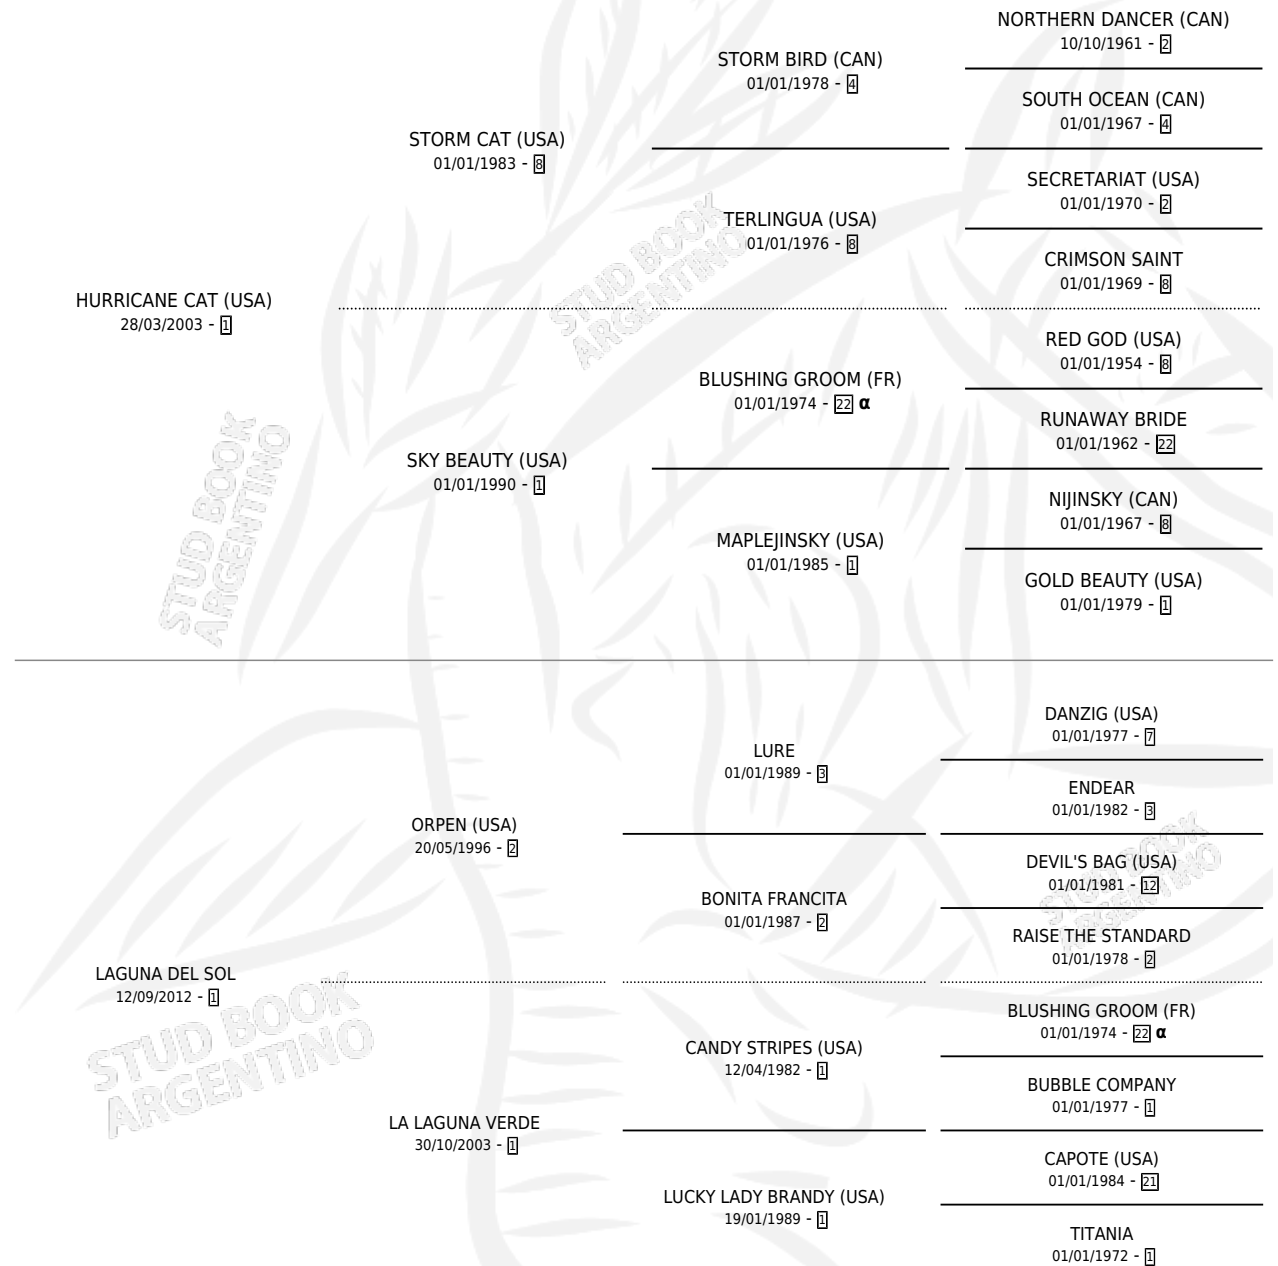 NORTHERN DANCER (CAN)
10/10/1961 - 2
STORM BIRD (CAN)
01/01/1978 - 4
SOUTH OCEAN (CAN)
01/01/1967 - 4
STORM CAT (USA)
01/01/1983 - 8
SECRETARIAT (USA)
01/01/1970 - 2
TERLINGUA (USA)
01/01/1976 - 8
CRIMSON SAINT
01/01/1969 - 8
HURRICANE CAT (USA)
28/03/2003 - 1
STUD BOOK
ARGENTINO
RED GOD (USA)
01/01/1954 - 8
BLUSHING GROOM (FR)
01/01/1974 - 22 α
RUNAWAY BRIDE
01/01/1962 - 22
SKY BEAUTY (USA)
01/01/1990 - 1
NIJINSKY (CAN)
01/01/1967 - 8
MAPLEJINSKY (USA)
01/01/1985 - 1
GOLD BEAUTY (USA)
01/01/1979 - 1
STUD BOOK
ARGENTINO
DANZIG (USA)
01/01/1977 - 7
LURE
01/01/1989 - 3
ENDEAR
01/01/1982 - 3
ORPEN (USA)
20/05/1996 - 2
DEVIL'S BAG (USA)
01/01/1981 - 12
BONITA FRANCITA
01/01/1987 - 2
RAISE THE STANDARD
01/01/1978 - 2
STUD BOOK
ARGENTINO
LAGUNA DEL SOL
12/09/2012 - 1
BLUSHING GROOM (FR)
01/01/1974 - 22 α
CANDY STRIPES (USA)
12/04/1982 - 1
BUBBLE COMPANY
01/01/1977 - 1
STUD BOOK
ARGENTINO
LA LAGUNA VERDE
30/10/2003 - 1
CAPOTE (USA)
01/01/1984 - 21
LUCKY LADY BRANDY (USA)
19/01/1989 - 1
TITANIA
01/01/1972 - 1